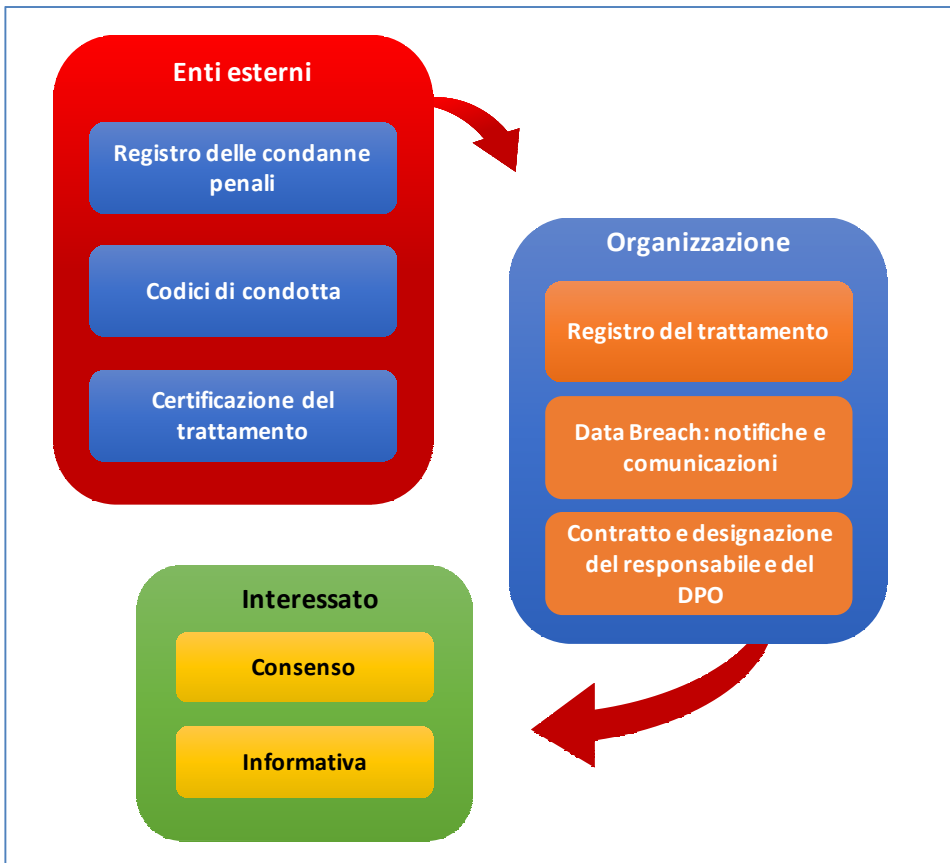 Enti esterni
Registro delle condanne
penali
Codici di condotta
Certificazione del
trattamento
Organizzazione
Registro del trattamento
Data Breach: notifiche e
comunicazioni
Contratto e designazione
del responsabile e del
DPO
Interessato
Consenso
Informativa